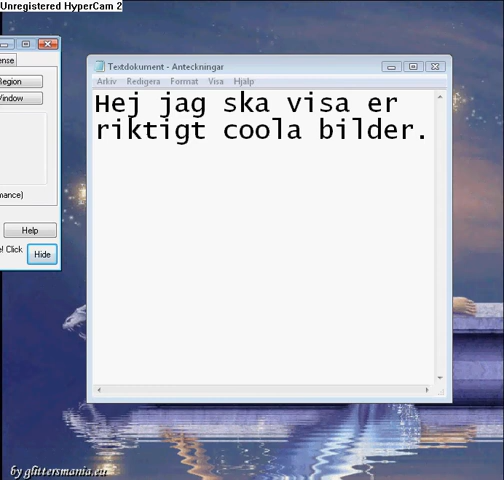 Unregistered HyperCam 2
Textdokument - Anteckningar
Arkiv Redigera Format Visa Hjälp
Hej jag ska visa er
riktigt coola bilder.
Region
Window
Help
Click
Hide
by glittersmania.eu